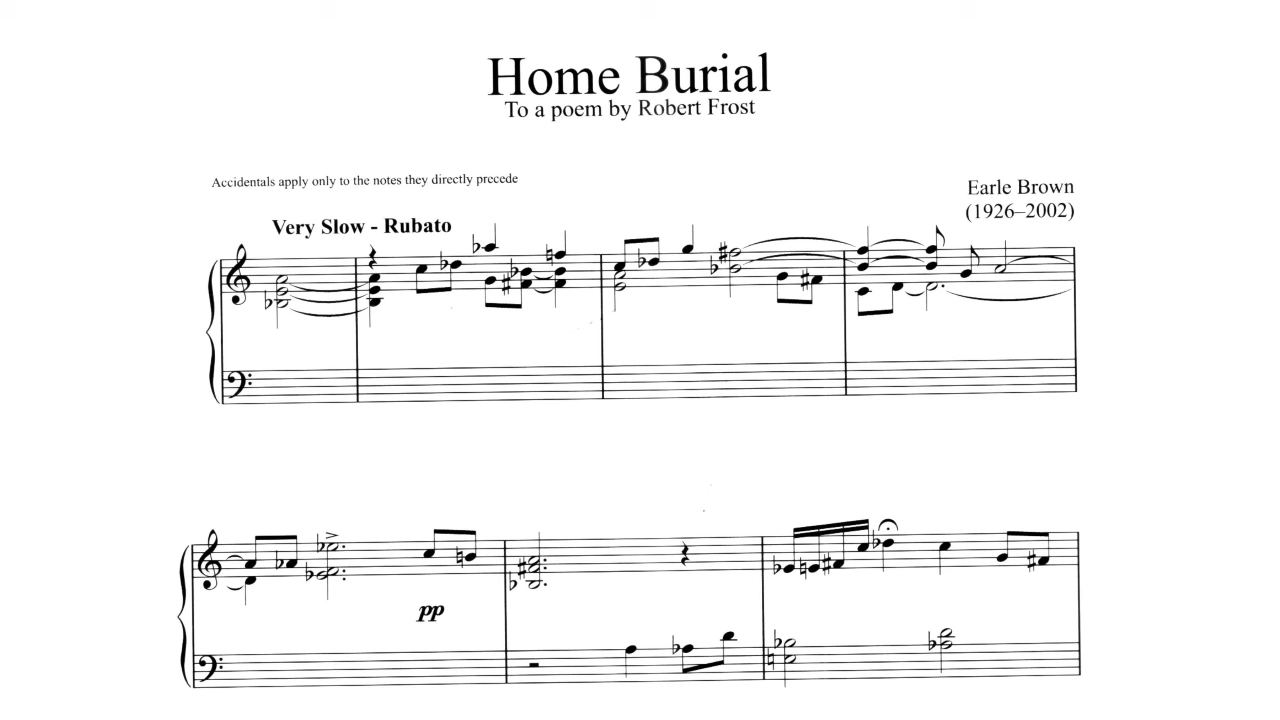 Home Burial
To a poem by Robert Frost
Accidentals apply only to the notes they directly precede
Earle Brown
(1926–2002)
Very Slow - Rubato
pp